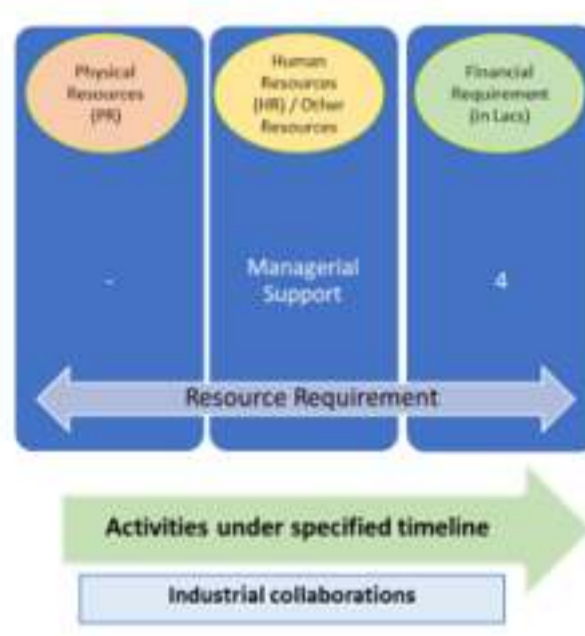 Physical
Resources
(PR)
Human
Resources
(HR) / Other
Resources
Financial
Requirement
(in Lacs)
-
Managerial
Support
4
Resource Requirement
Activities under specified timeline
Industrial collaborations